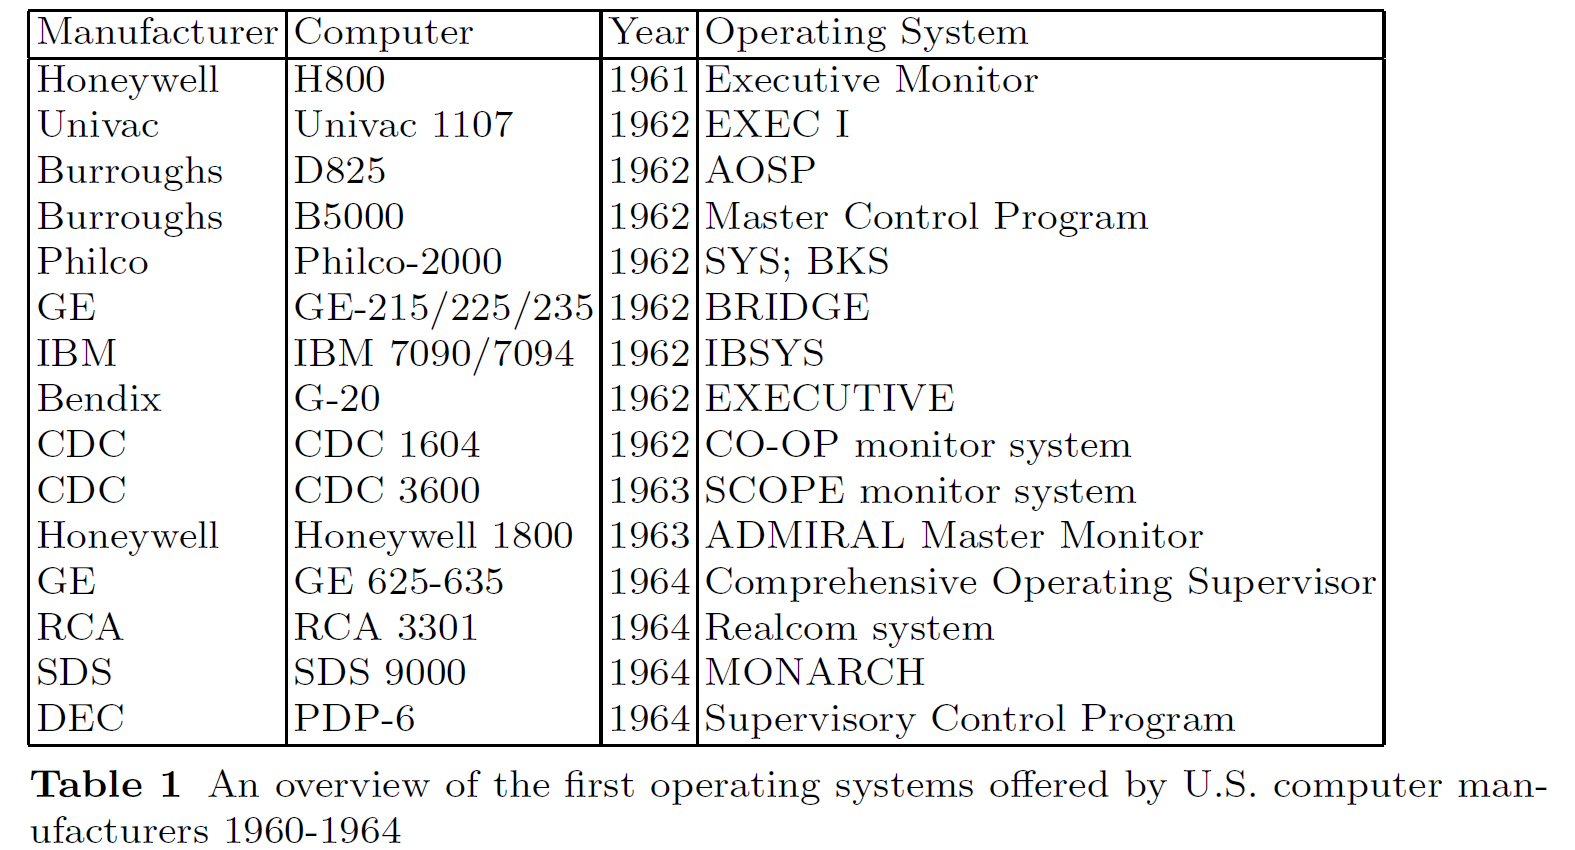 Manufacturer Computer Year Operating System
Honeywell H800 1961 Executive Monitor
Univac Univac 1107 1962 EXEC I
Burroughs D825 1962 AOSP
Burroughs B5000 1962 Master Control Program
Philco Philco-2000 1962 SYS; BKS
GE GE-215/225/235 1962 BRIDGE
IBM IBM 7090/7094 1962 IBSYS
Bendix G-20 1962 EXECUTIVE
CDC CDC 1604 1962 CO-OP monitor system
CDC CDC 3600 1963 SCOPE monitor system
Honeywell Honeywell 1800 1963 ADMIRAL Master Monitor
GE GE 625-635 1964 Comprehensive Operating Supervisor
RCA RCA 3301 1964 Realcom system
SDS SDS 9000 1964 MONARCH
DEC PDP-6 1964 Supervisory Control Program
Table 1 An overview of the first operating systems offered by U.S. computer man-
ufacturers 1960-1964